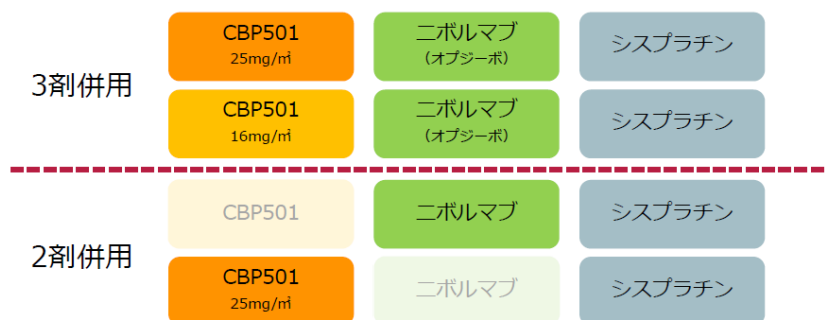 3剤併用
CBP501
25mg/㎡
ニボルマブ
（オプジーボ）
シスプラチン
CBP501
16mg/㎡
ニボルマブ
（オプジーボ）
シスプラチン
2剤併用
CBP501
ニボルマブ
シスプラチン
CBP501
25mg/㎡
ニボルマブ
シスプラチン